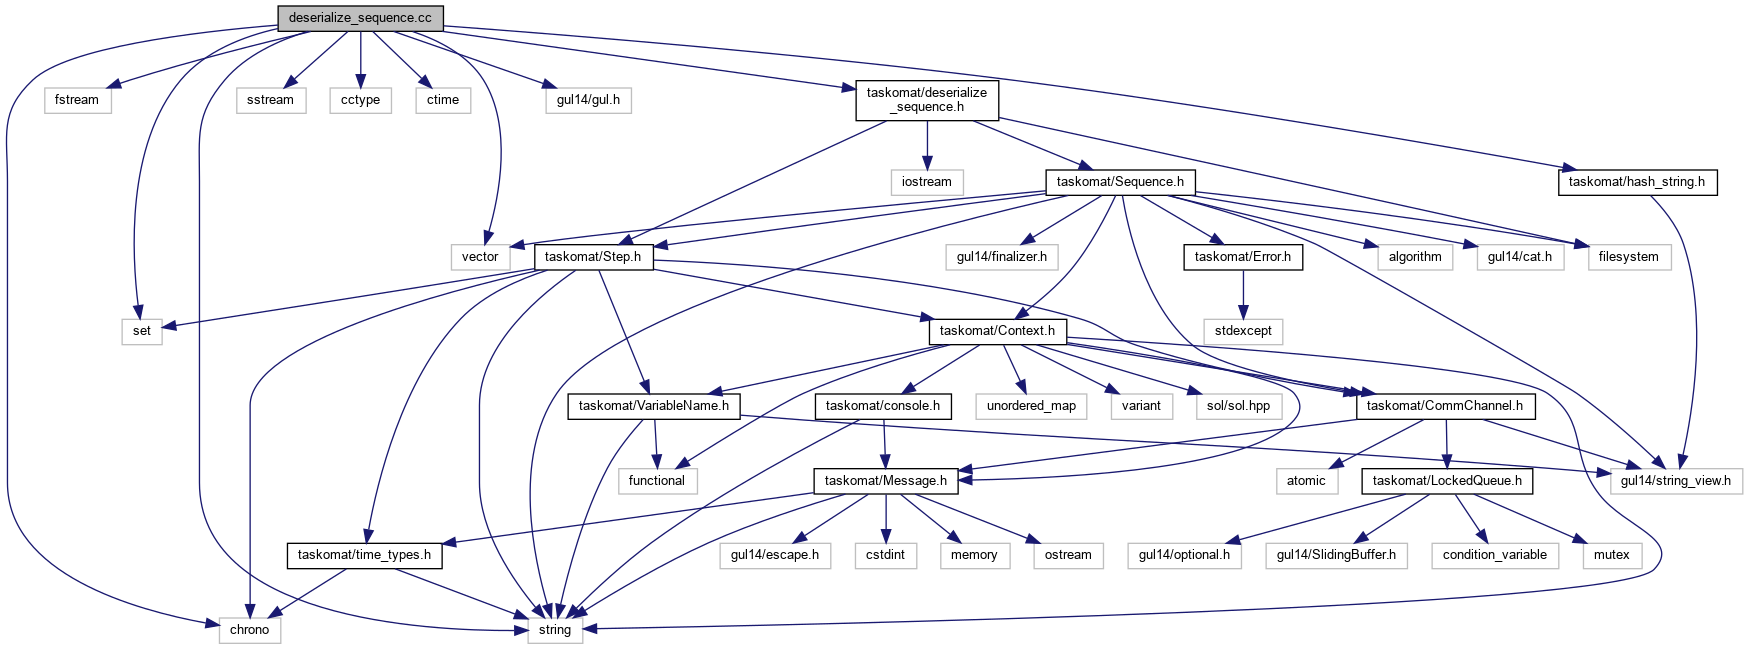 deserialize_sequence.cc
fstream
sstream
cctype
ctime
gul14/gul.h
taskomat/deserialize
_sequence.h
iostream
taskomat/Sequence.h
taskomat/hash_string.h
vector
taskomat/Step.h
gul14/finalizer.h
taskomat/Error.h
algorithm
gul14/cat.h
filesystem
set
taskomat/Context.h
stdexcept
taskomat/VariableName.h
taskomat/console.h
unordered_map
variant
sol/sol.hpp
taskomat/CommChannel.h
functional
taskomat/Message.h
atomic
taskomat/LockedQueue.h
gul14/string_view.h
taskomat/time_types.h
gul14/escape.h
cstdint
memory
ostream
gul14/optional.h
gul14/SlidingBuffer.h
condition_variable
mutex
chrono
string